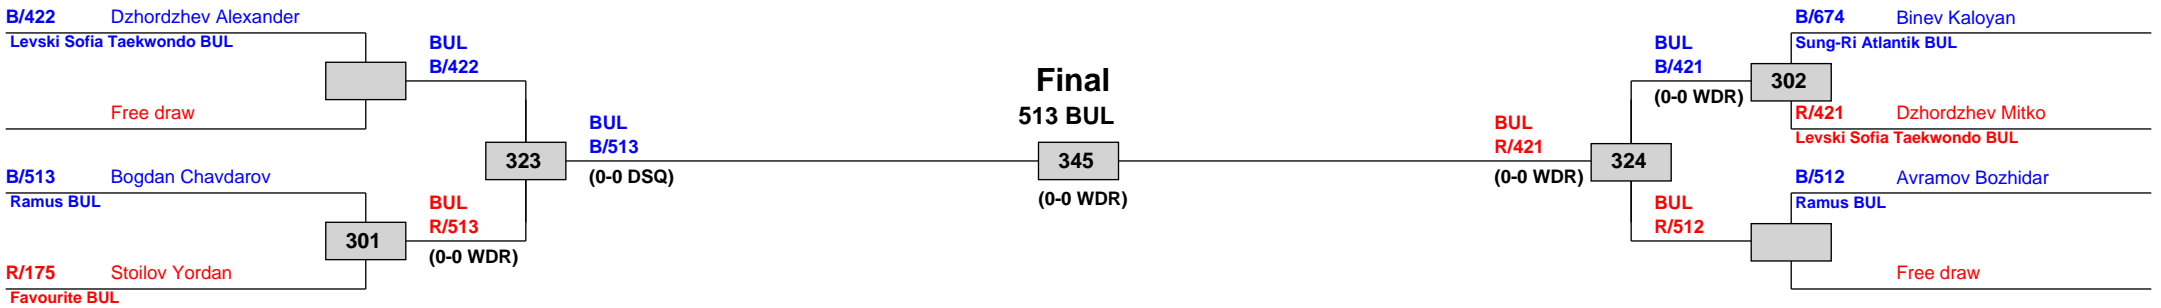 B/422 Dzhordzhev Alexander
Levski Sofia Taekwondo BUL
Free draw
BUL
B/422
B/513 Bogdan Chavdarov
Ramus BUL
301
R/175 Stoilov Yordan
Favourite BUL
BUL
R/513
(0-0 WDR)
323
BUL
B/513
(0-0 DSQ)
Final
513 BUL
345
(0-0 WDR)
BUL
R/421
(0-0 WDR)
324
BUL
B/421
(0-0 WDR)
302
B/674 Binev Kaloyan
Sung-Ri Atlantik BUL
R/421 Dzhordzhev Mitko
Levski Sofia Taekwondo BUL
BUL
R/512
B/512 Avramov Bozhidar
Ramus BUL
Free draw